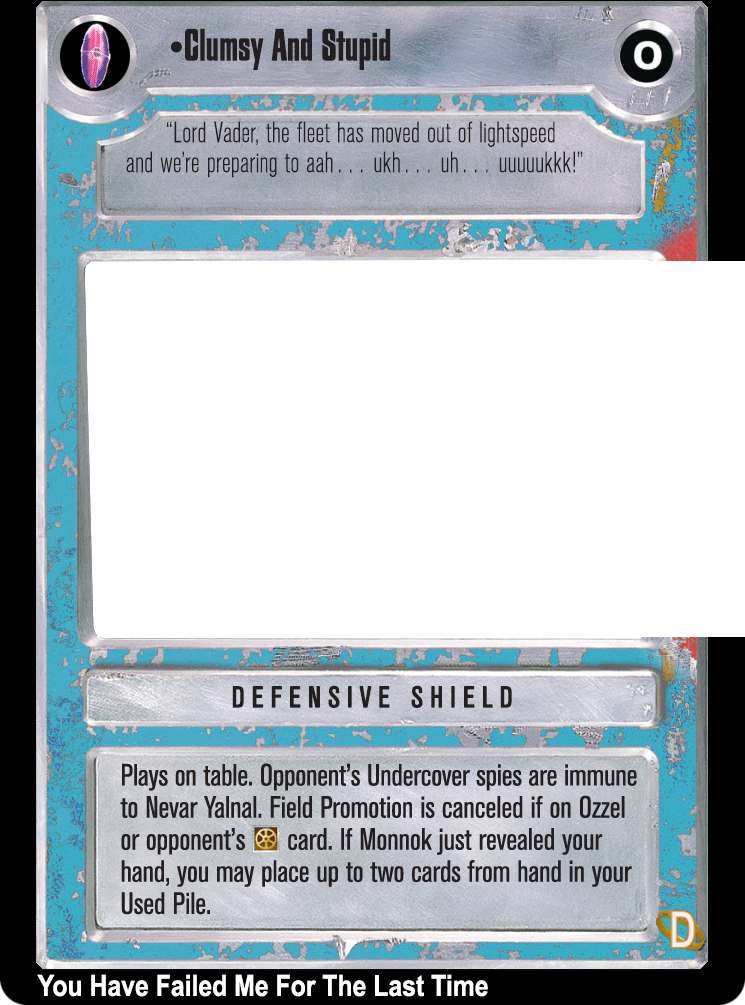 •Clumsy And Stupid
O
“Lord Vader, the fleet has moved out of lightspeed
and we’re preparing to aah . . . ukh . . . uh . . . uuuuukkk!”
DEFENSIVE SHIELD
Plays on table. Opponent’s Undercover spies are immune
to Nevar Yalnal. Field Promotion is canceled if on Ozzel
or opponent’s card. If Monnok just revealed your
hand, you may place up to two cards from hand in your
Used Pile.
D
You Have Failed Me For The Last Time